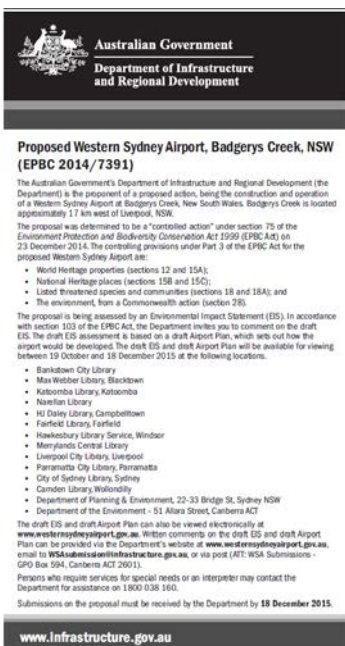 Australian Government
Department of Infrastructure
and Regional Development
Proposed Western Sydney Airport, Badgerys Creek, NSW
(EPBC 2014/7391)
The Australian Government's Department of Infrastructure and Regional Development (the
Department) is the proponent of a proposed action, being the construction and operation
of a Western Sydney Airport at Badgerys Creek, New South Wales. Badgerys Creek is located
approximately 17 km west of Liverpool, NSW.
The proposal was determined to be a "controlled action" under section 75 of the
Environment Protection and Biodiversity Conservation Act 1999 (EPBC Act) on
23 December 2014. The controlling provisions under Part 3 of the EPBC Act for the
proposed Western Sydney Airport are:
• World Heritage properties (sections 12 and 15A);
• National Heritage places (sections 15B and 15C);
• Listed threatened species and communities (sections 18 and 18A); and
• The environment, from a Commonwealth action (section 28).
The proposal is being assessed by an Environmental Impact Statement (EIS). In accordance
with section 103 of the EPBC Act, the Department invites you to comment on the draft
EIS. The draft EIS assessment is based on a draft Airport Plan, which sets out how the
airport would be developed. The draft EIS and draft Airport Plan will be available for viewing
between 19 October and 18 December 2015 at the following locations.
• Bankstown City Library
• Max Webber Library, Blacktown
• Katoomba Library, Katoomba
• Narellan Library
• HJ Daley Library, Campbelltown
• Fairfield Library, Fairfield
• Hawkesbury Library Service, Windsor
• Merrylands Central Library
• Liverpool City Library, Liverpool
• Parramatta City Library, Parramatta
• City of Sydney Library, Sydney
• Camden Library, Wollondilly
• Department of Planning & Environment, 22-33 Bridge St, Sydney NSW
• Department of the Environment – 51 Allara Street, Canberra ACT
The draft EIS and draft Airport Plan can also be viewed electronically at
www.westernsydneyairport.gov.au. Written comments on the draft EIS and draft Airport
Plan can be provided via the Department's website at www.westernsydneyairport.gov.au,
email to WSAsubmission@infrastructure.gov.au, or via post (ATT: WSA Submissions -
GPO Box 594, Canberra ACT 2601).
Persons who require services for special needs or an interpreter may contact the
Department for assistance on 1800 038 160.
Submissions on the proposal must be received by the Department by 18 December 2015.
www.infrastructure.gov.au